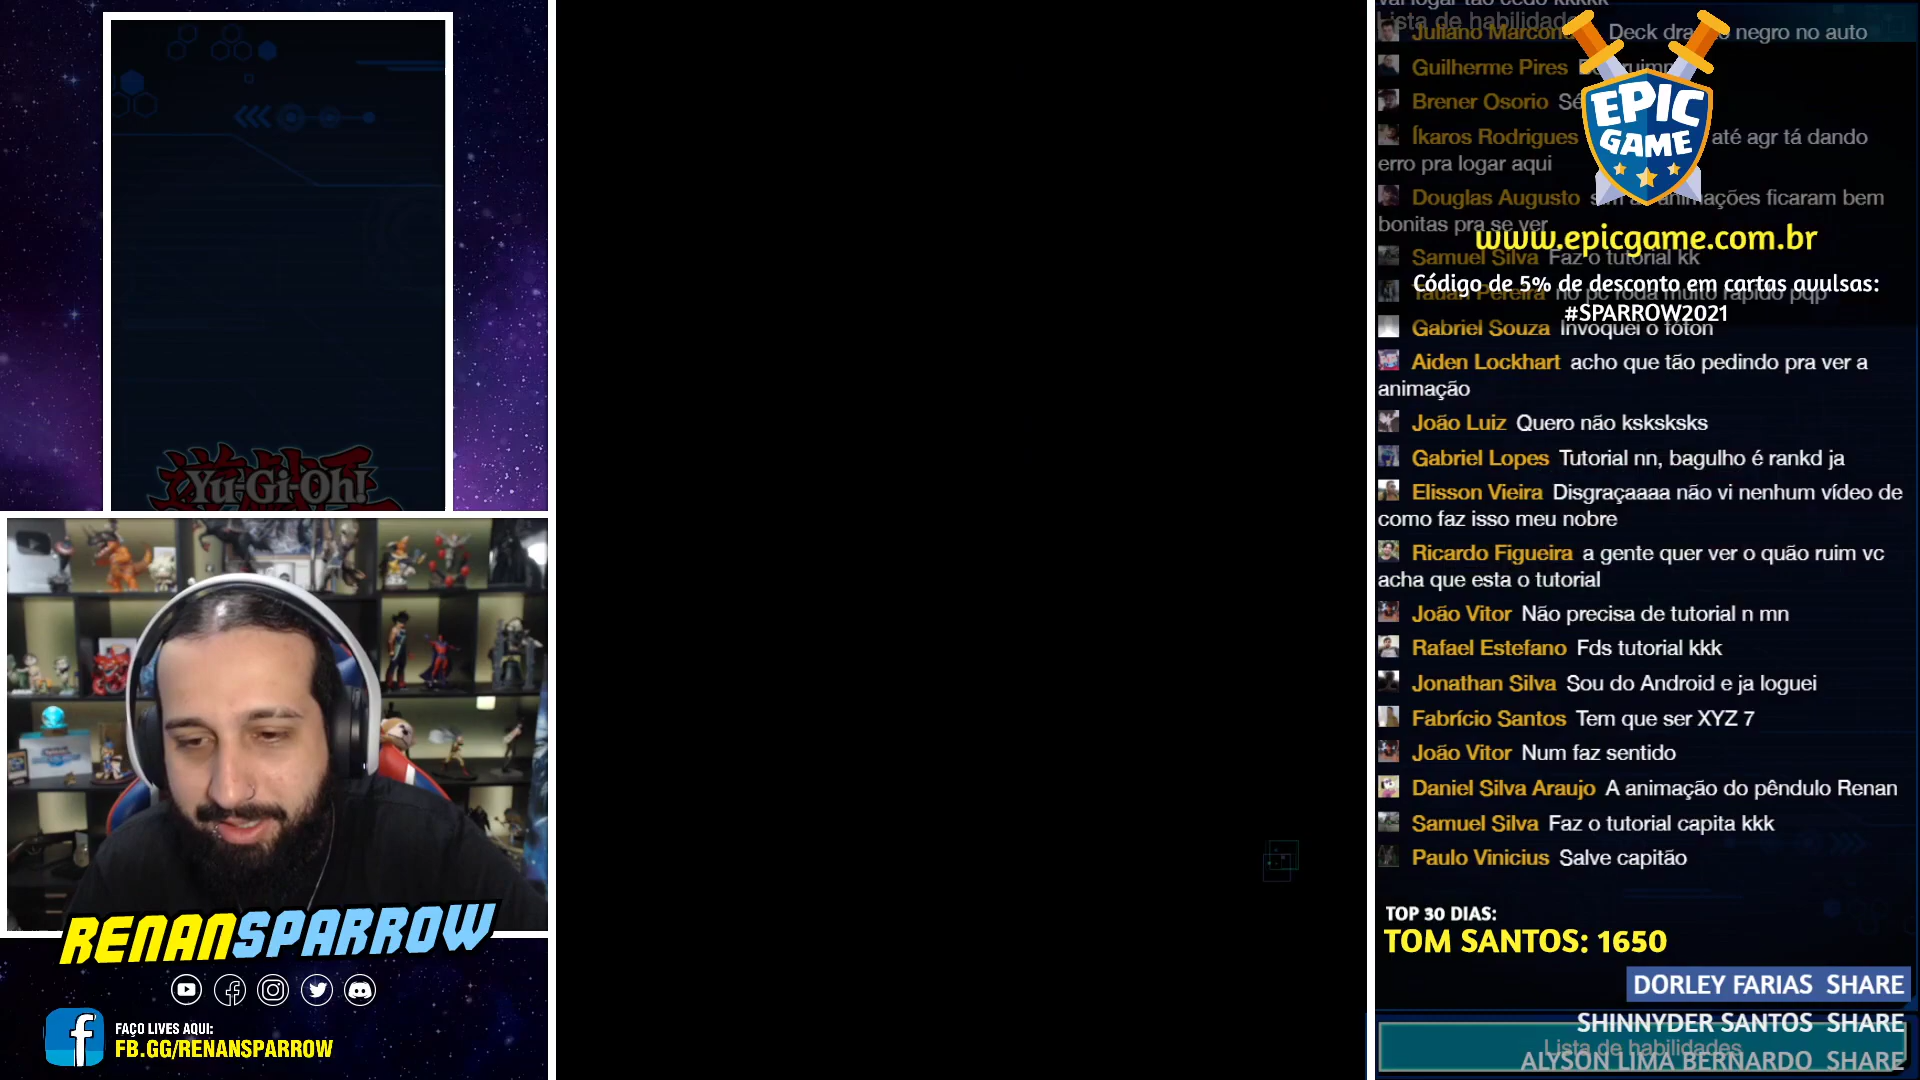 Yu-Gi-Oh!
RENANSPARROW
FAÇO LIVES AQUI:
FB.GG/RENANSPARROW
Lista de
Juliano Deck negro no auto
Guilherme Pires
Brener Osorio
Íkaros Rodrigues até agr tá dando
erro pra logar aqui
Douglas Augusto ficaram bem
bonitas pra se ver
Samuel Silva Faz o tutorial kk
Pereira no pc roda muito rapido pqp
Gabriel Souza Invoquei o fóton
Aiden Lockhart acho que tão pedindo pra ver a
animação
João Luiz Quero não ksksksks
Gabriel Lopes Tutorial nn, bagulho é rankd ja
Elisson Vieira Disgraçaaaa não vi nenhum vídeo de
como faz isso meu nobre
Ricardo Figueira a gente quer ver o quão ruim vc
acha que esta o tutorial
João Vitor Não precisa de tutorial n mn
Rafael Estefano Fds tutorial kkk
Jonathan Silva Sou do Android e ja loguei
Fabrício Santos Tem que ser XYZ 7
João Vitor Num faz sentido
Daniel Silva Araujo A animação do pêndulo Renan
Samuel Silva Faz o tutorial capita kkk
Paulo Vinicius Salve capitão
EPIC
GAME
www.epicgame.com.br
Código de 5% de desconto em cartas avulsas:
#SPARROW2021
TOP 30 DIAS:
TOM SANTOS: 1650
DORLEY FARIAS SHARE
SHINNYDER SANTOS SHARE
Lista de habilidades
ALYSON LIMA BERNARDO SHARE